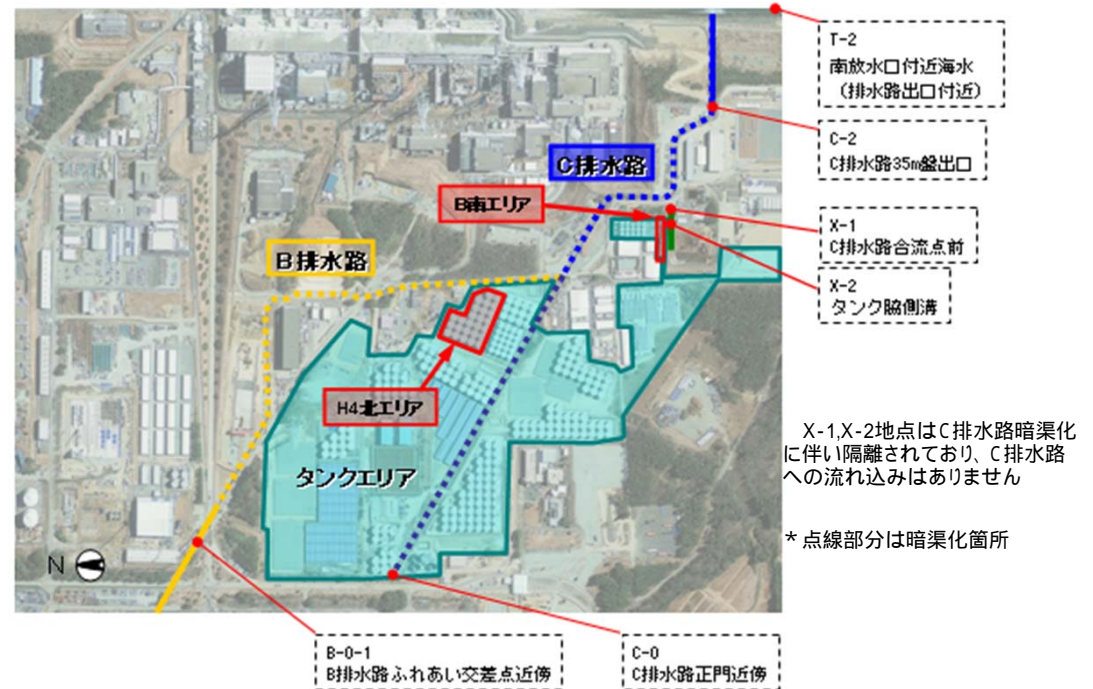 T-2
南放水口付近海水
（排水路出口付近）
C-2
C排水路35m盤出口
C排水路
B南エリア
X-1
C排水路合流点前
X-2
タンク脇側溝
B排水路
H4北エリア
タンクエリア
X-1,X-2地点はC排水路暗渠化
に伴い隔離されており、C排水路
への流れ込みはありません
*点線部分は暗渠化箇所
N
B-0-1
B排水路ふれあい交差点近傍
C-0
C排水路正門近傍